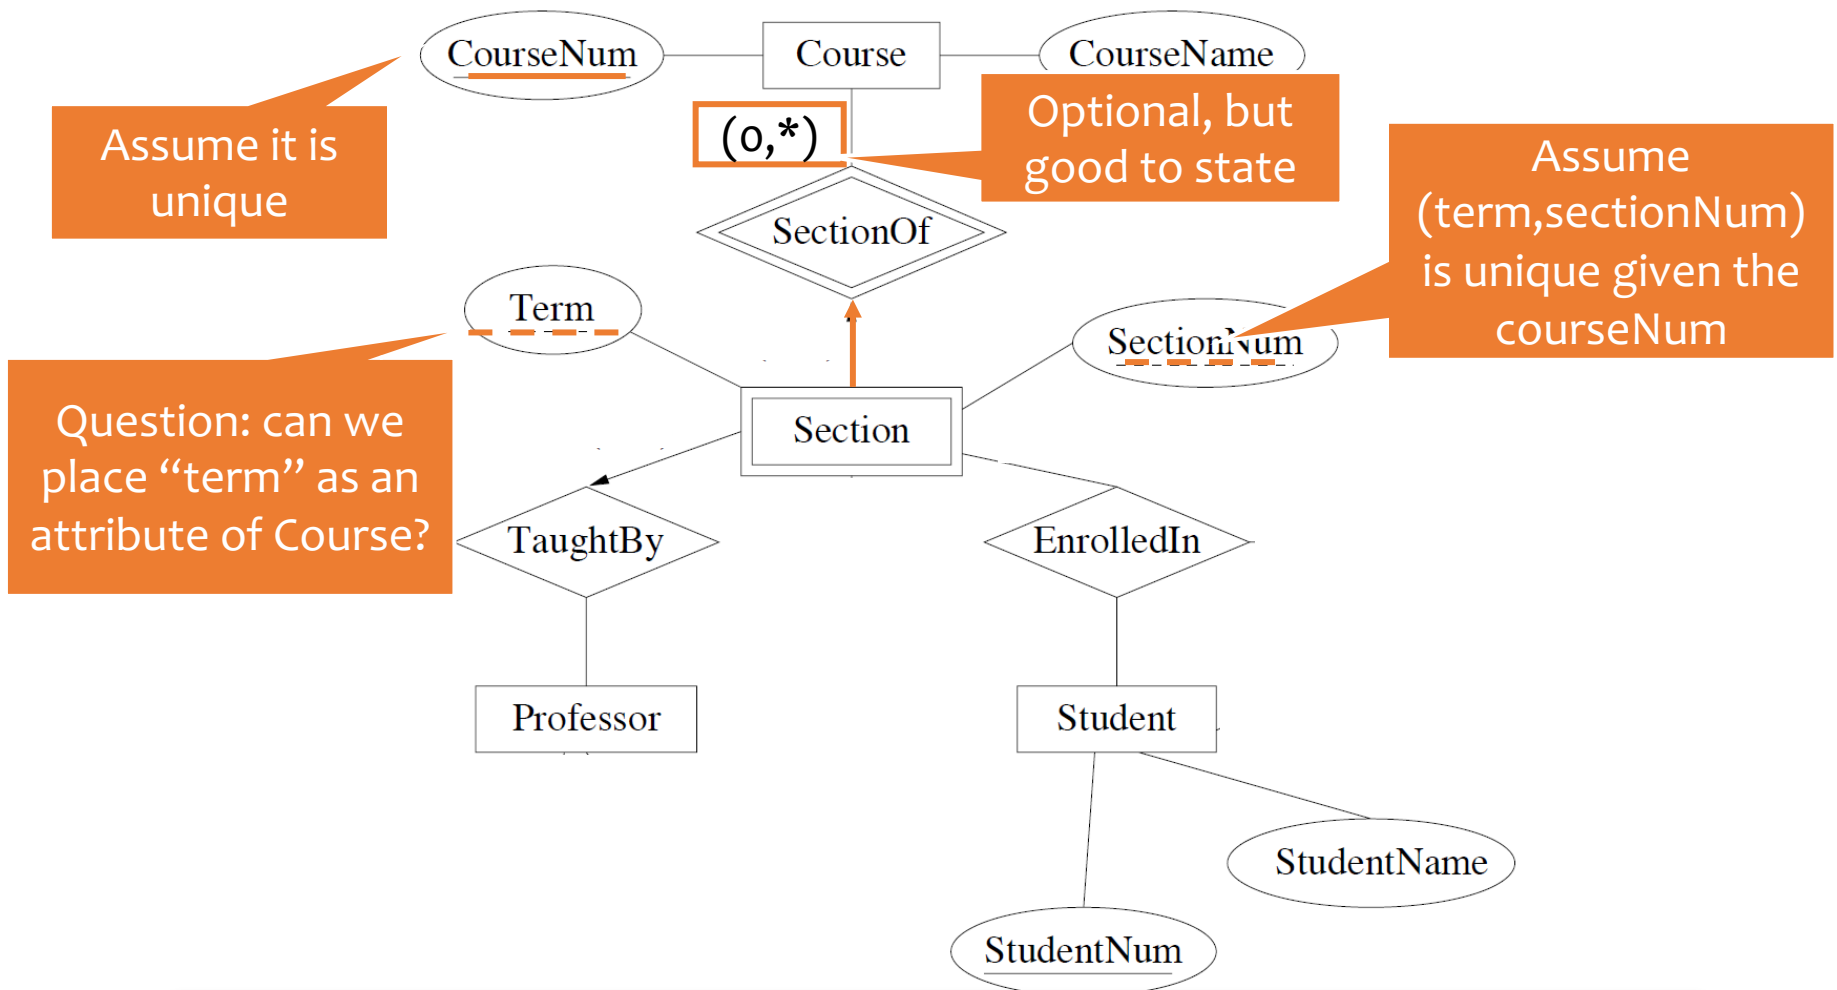 CourseNum
Course
CourseName
Assume it is
unique
(0,*)
Optional, but
good to state
Assume
(term,sectionNum)
is unique given the
courseNum
SectionOf
Term
SectionNum
Question: can we
place “term” as an
attribute of Course?
Section
TaughtBy
EnrolledIn
Professor
Student
StudentName
StudentNum